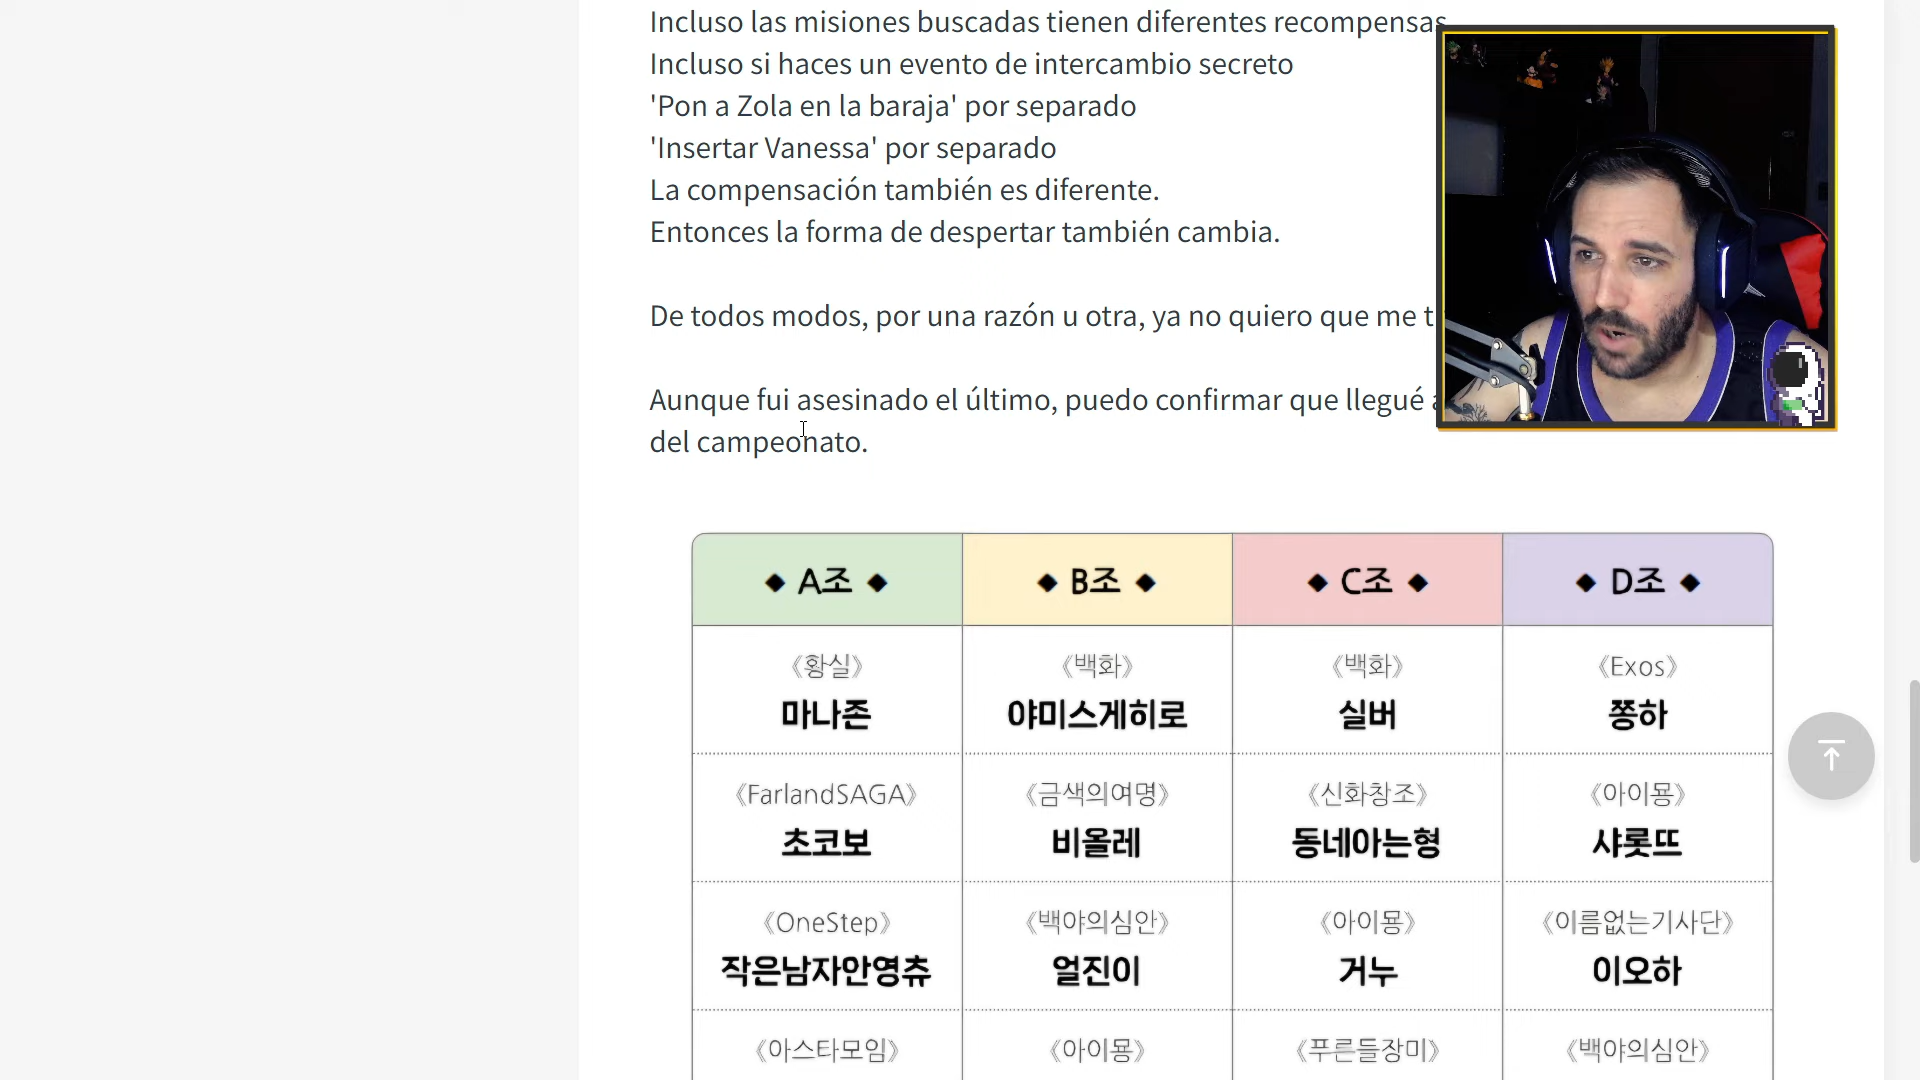 Incluso las misiones buscadas tienen diferentes recompensas
Incluso si haces un evento de intercambio secreto
'Pon a Zola en la baraja' por separado
'Insertar Vanessa' por separado
La compensación también es diferente.
Entonces la forma de despertar también cambia.
De todos modos, por una razón u otra, ya no quiero que me
Aunque fui asesinado el último, puedo confirmar que llegué
del campeonato.
◆ A조 ◆ ◆ B조 ◆ ◆ C조 ◆ ◆ D조 ◆
《황실》 《백화》 《백화》 《Exos》
마나존 야미스게히로 실버 쫑하
《FarlandSAGA》 《금색의여명》 《신화창조》 《아이묭》
초코보 비올레 동네아는형 샤롯뜨
《OneStep》 《백야의심안》 《아이묭》 《이름없는기사단》
작은남자안영츄 얼진이 거누 이오하
《아스타모임》 《아이묭》 《푸른들장미》 《백야의심안》